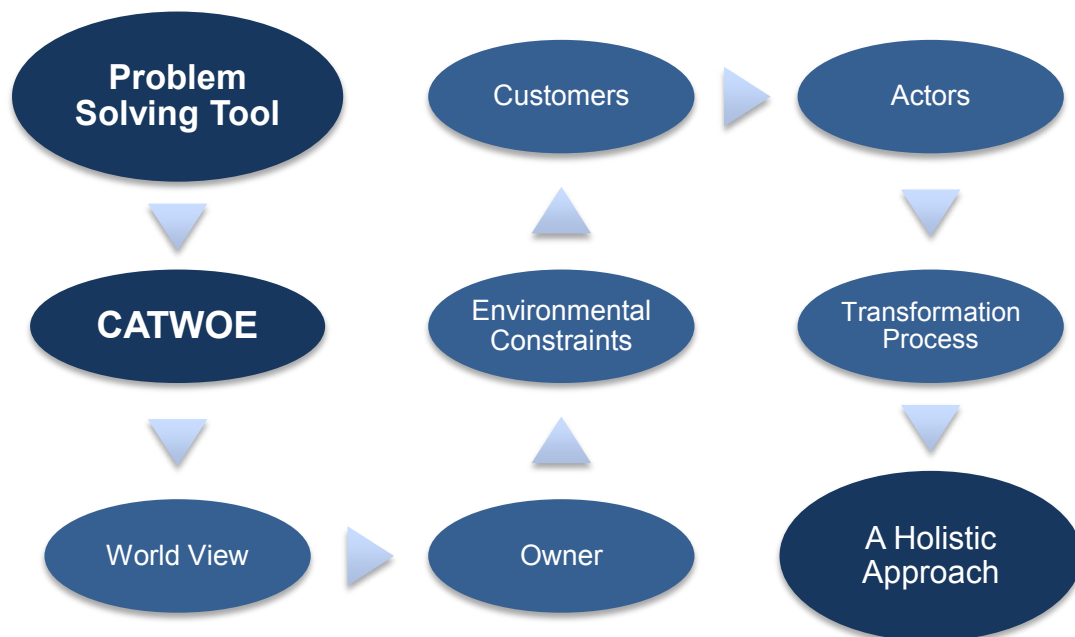 Problem
Solving Tool
CATWOE
World View
Owner
Environmental
Constraints
Customers
Actors
Transformation
Process
A Holistic
Approach